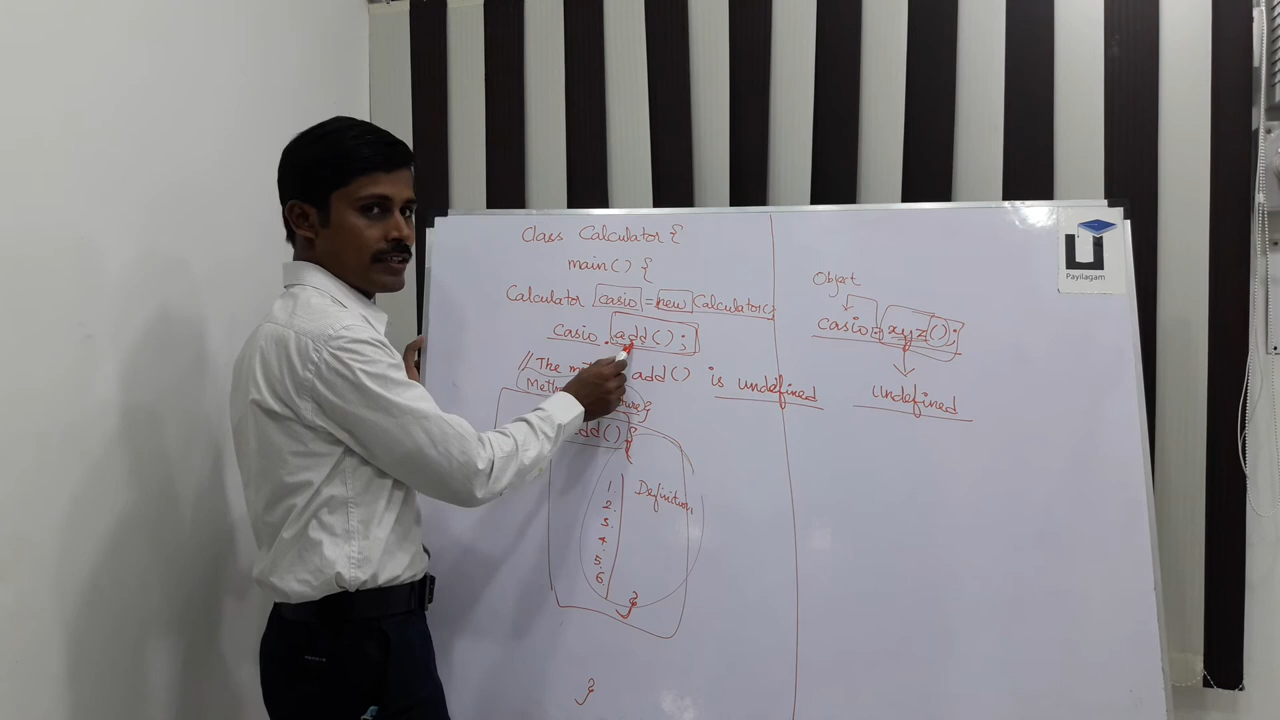 Class Calculator {
main() {
Calculator casio = new Calculator()
casio.add();
// The add() is undefined
{
add() {
1. Definition
2.
3.
4.
5.
6.
}
}
Object
casio.xyz();
undefined
Payilagam